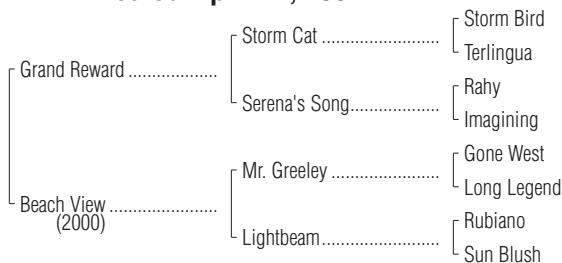 Storm Bird
Storm Cat ........................
Terlingua
Grand Reward ..................
Rahy
Serena's Song..................
Imagining
Gone West
Mr. Greeley ......................
Long Legend
Beach View ......................
(2000)
Rubiano
Lightbeam........................
Sun Blush